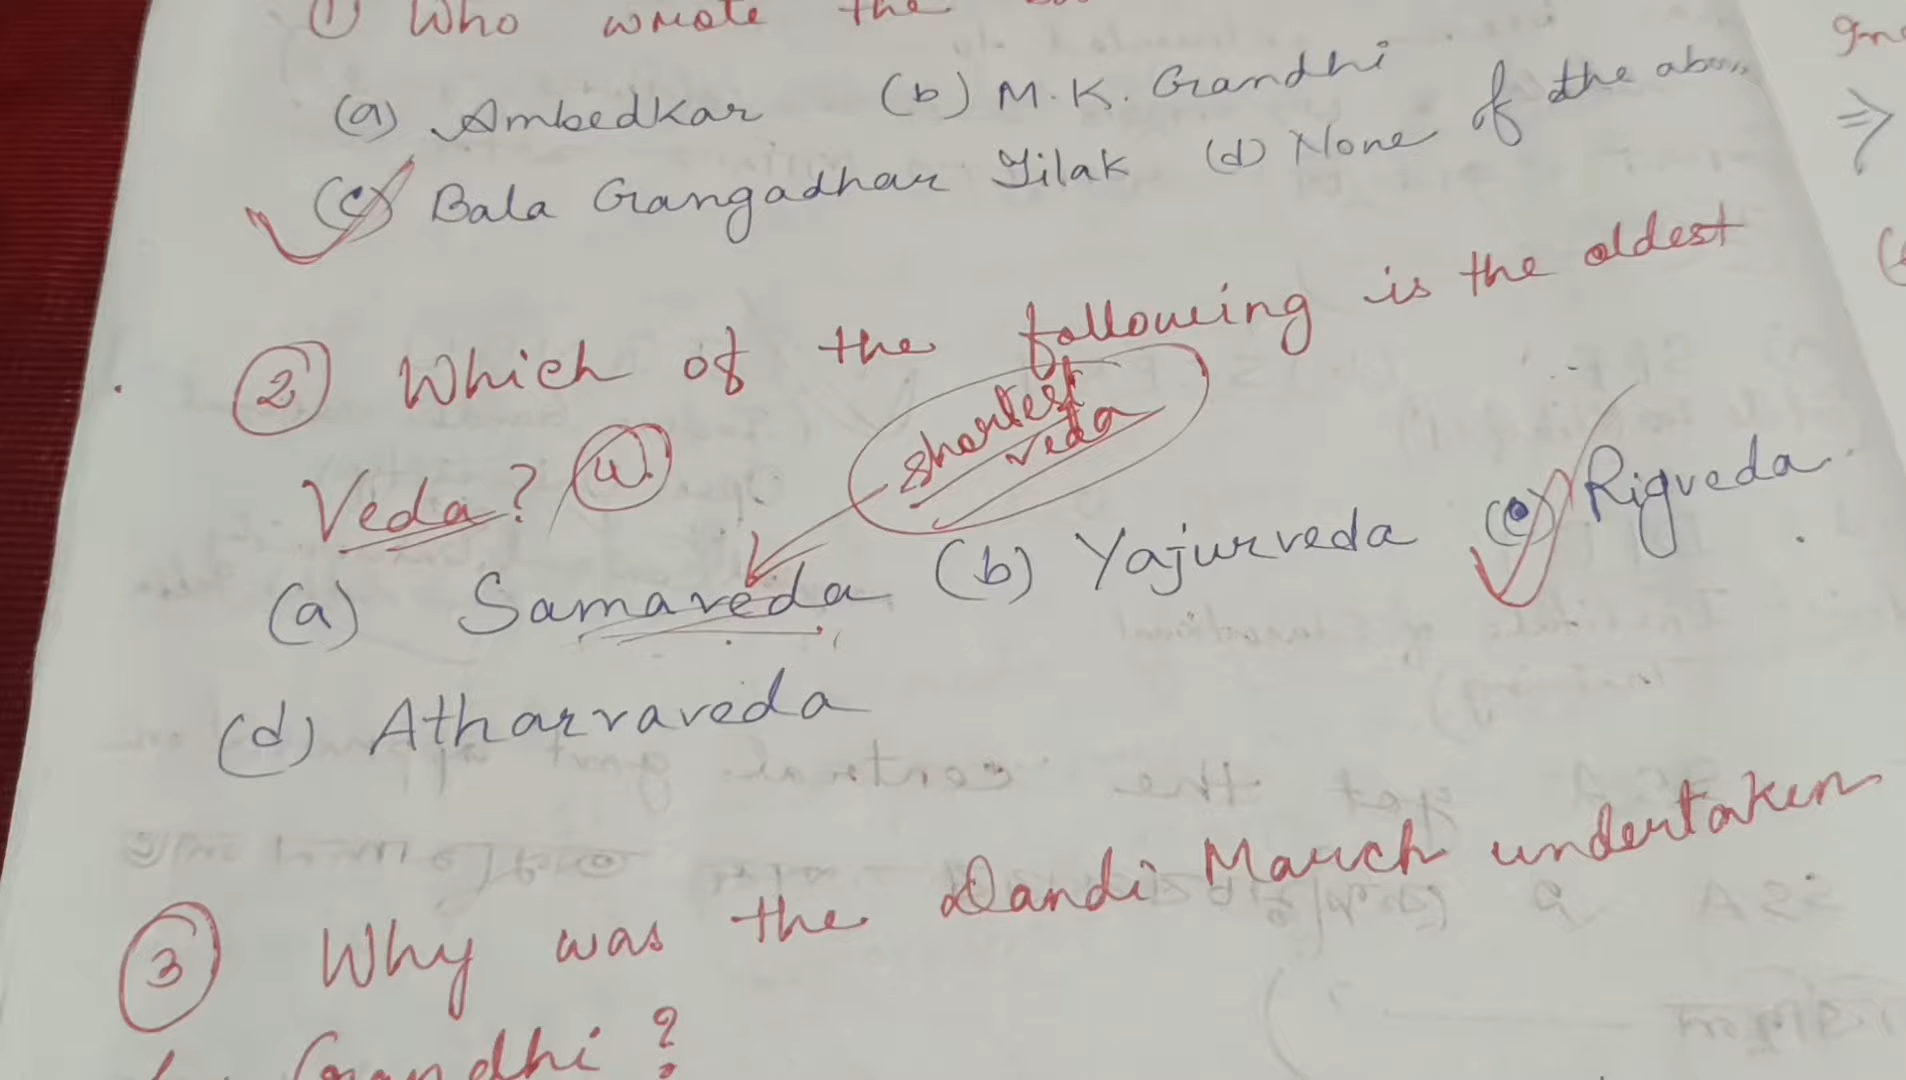 ① Who wrote the
(a) Ambedkar (b) M.K. Gandhi
(c) Bala Gangadhar Tilak (d) None of the
② Which of the following is the oldest
Veda? (4)
shortest
veda
(a) Samaveda (b) Yajurveda (c) Rigveda
(d) Atharvaveda
③ Why was the Dandi March undertaken
Gandhi?